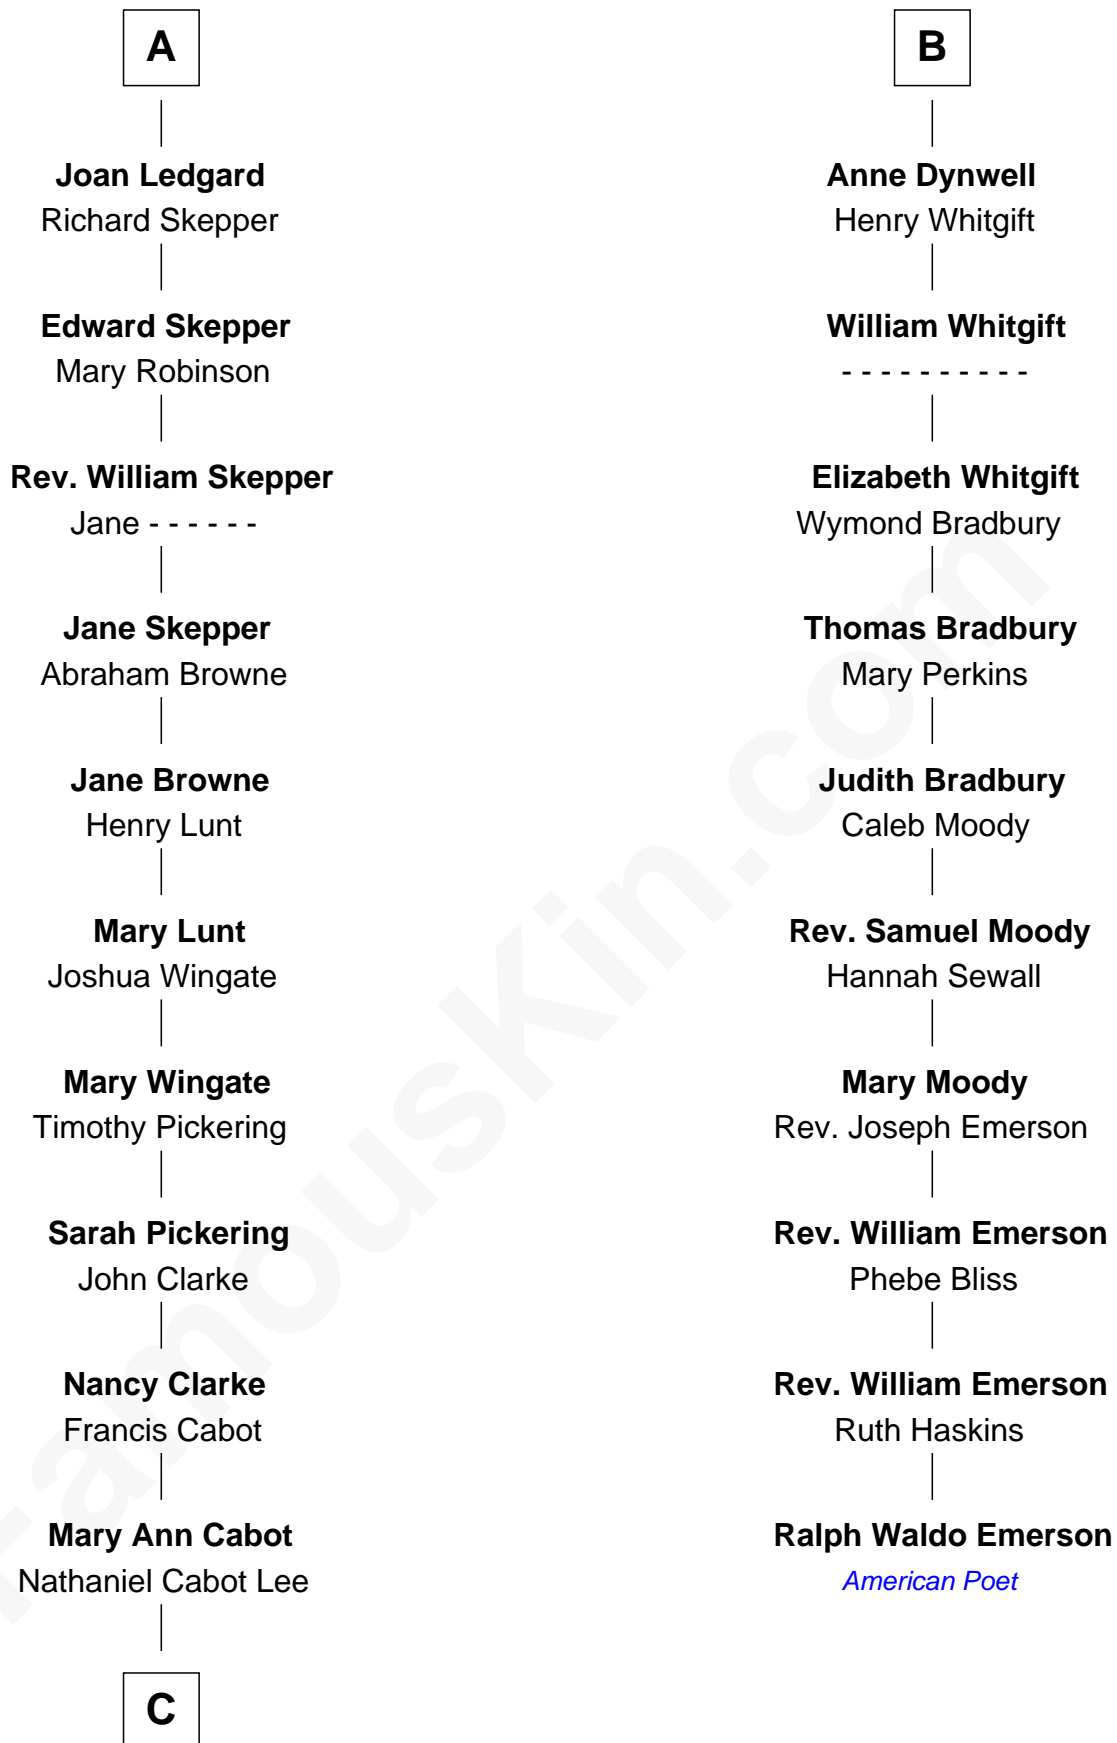 A
Joan Ledgard
Richard Skepper
Edward Skepper
Mary Robinson
Rev. William Skepper
Jane - - - - - -
Jane Skepper
Abraham Browne
Jane Browne
Henry Lunt
Mary Lunt
Joshua Wingate
Mary Wingate
Timothy Pickering
Sarah Pickering
John Clarke
Nancy Clarke
Francis Cabot
Mary Ann Cabot
Nathaniel Cabot Lee
C
B
Anne Dynwell
Henry Whitgift
William Whitgift
- - - - - - - - - -
Elizabeth Whitgift
Wymond Bradbury
Thomas Bradbury
Mary Perkins
Judith Bradbury
Caleb Moody
Rev. Samuel Moody
Hannah Sewall
Mary Moody
Rev. Joseph Emerson
Rev. William Emerson
Phebe Bliss
Rev. William Emerson
Ruth Haskins
Ralph Waldo Emerson
American Poet
FamousKin.com